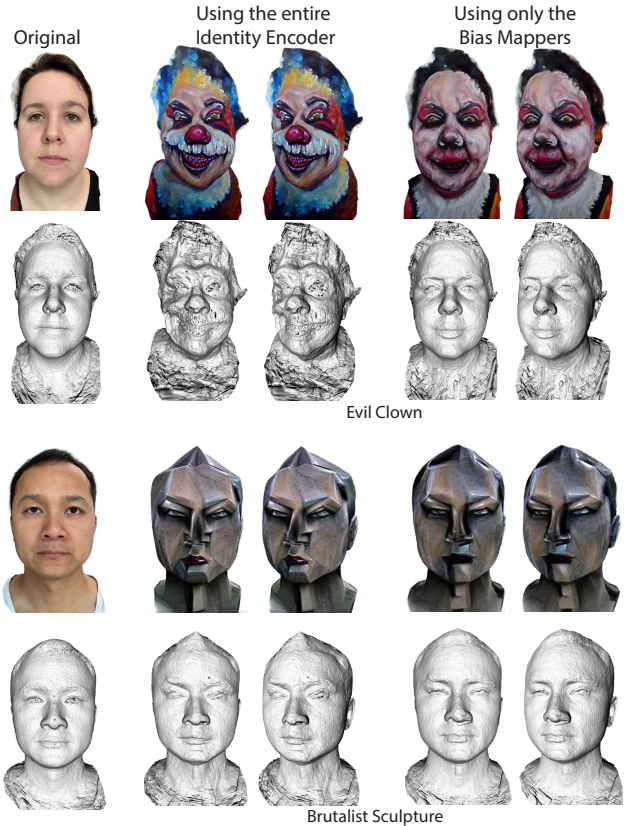 Original
Using the entire
Identity Encoder
Using only the
Bias Mappers
Evil Clown
Brutalist Sculpture